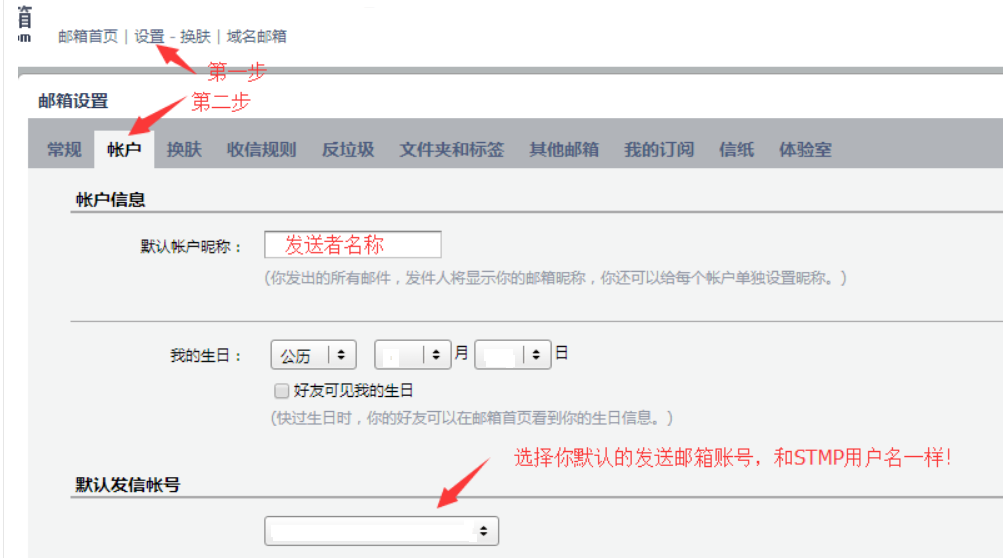 箱
om
邮箱首页 | 设置 - 换肤 | 域名邮箱
第一步
邮箱设置
第二步
常规 帐户 换肤 收信规则 反垃圾 文件夹和标签 其他邮箱 我的订阅 信纸 体验室
帐户信息
默认帐户昵称： 发送者名称
(你发出的所有邮件，发件人将显示你的邮箱昵称，你还可以给每个帐户单独设置昵称。)
我的生日： 公历 月 日
好友可见我的生日
(快过生日时，你的好友可以在邮箱首页看到你的生日信息。)
选择你默认的发送邮箱账号，和STMP用户名一样!
默认发信帐号